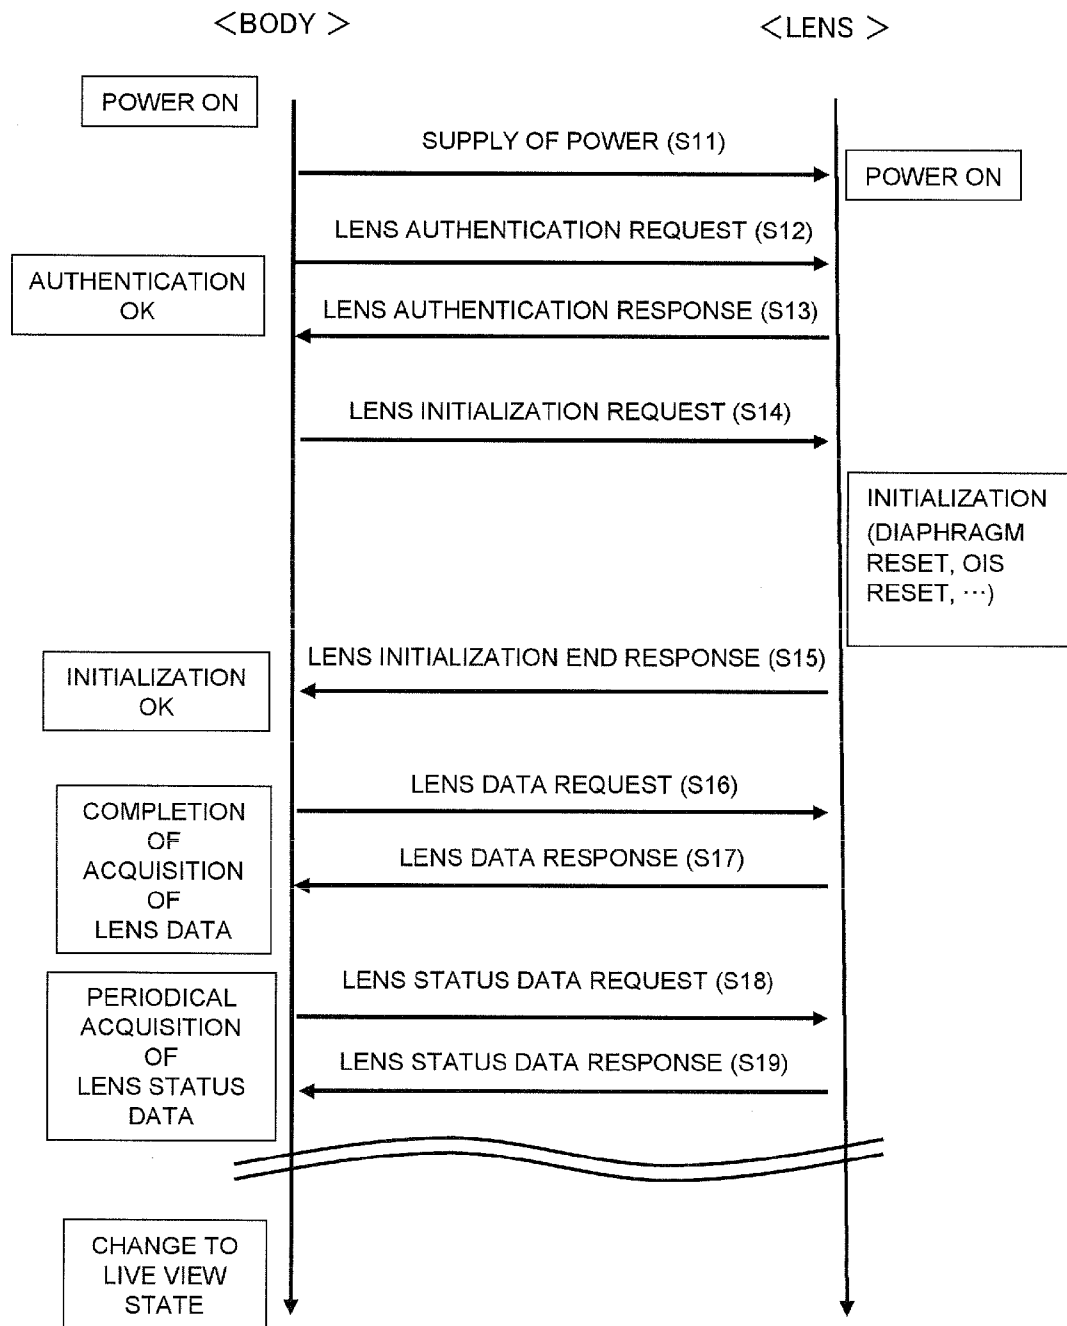 <BODY >
<LENS >
POWER ON
SUPPLY OF POWER (S11)
POWER ON
LENS AUTHENTICATION REQUEST (S12)
AUTHENTICATION
OK
LENS AUTHENTICATION RESPONSE (S13)
LENS INITIALIZATION REQUEST (S14)
INITIALIZATION
(DIAPHRAGM
RESET, OIS
RESET, ···)
LENS INITIALIZATION END RESPONSE (S15)
INITIALIZATION
OK
LENS DATA REQUEST (S16)
COMPLETION
OF
ACQUISITION
OF
LENS DATA
LENS DATA RESPONSE (S17)
LENS STATUS DATA REQUEST (S18)
PERIODICAL
ACQUISITION
OF
LENS STATUS
DATA
LENS STATUS DATA RESPONSE (S19)
CHANGE TO
LIVE VIEW
STATE